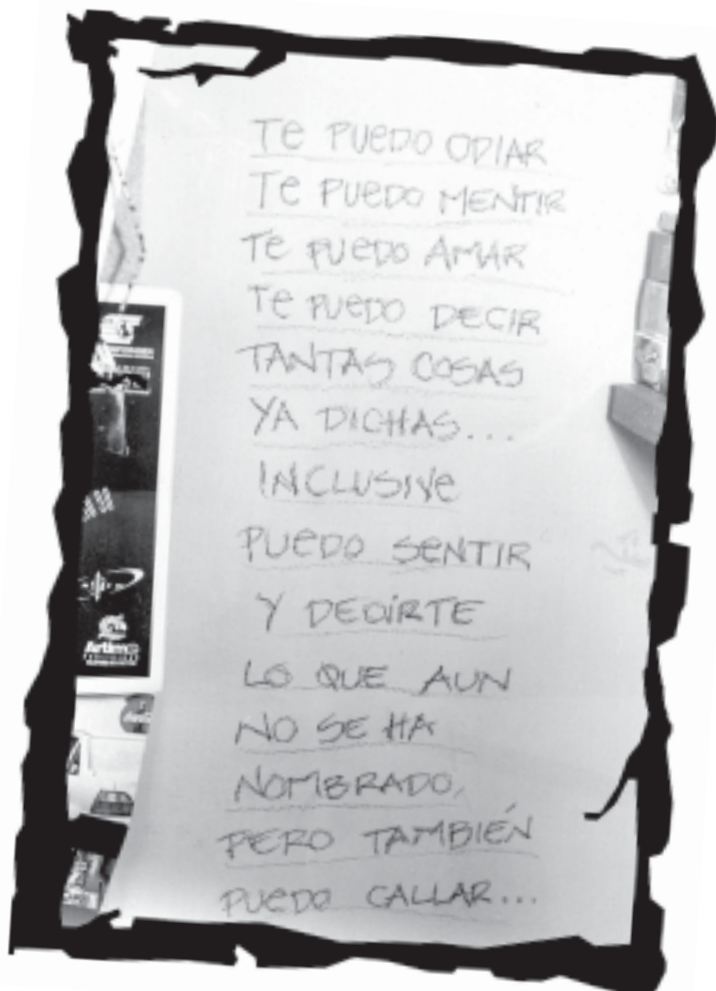 Te PUeDO ODIAR
Te PUeDO MENTIR
Te PUeDO AMAR
Te PUeDO DECIR
TANTAS COSAS
YA DICHAS...
INCLUSIVe
PUeDO SeNTIR
Y DECIRTE
LO QUE AUN
NO SE HA
NOMBRADO,
PERO TAMBIÉN
PUeDO CALLAR...
Artime